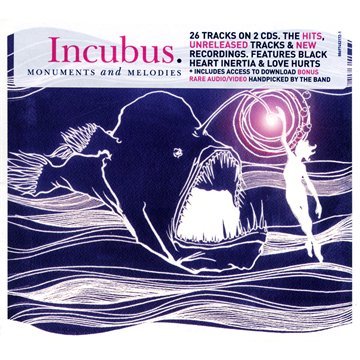 Incubus.
MONUMENTS and MELODIES
26 TRACKS ON 2 CDS. THE HITS,
UNRELEASED TRACKS & NEW
RECORDINGS. FEATURES BLACK
HEART INERTIA & LOVE HURTS
* INCLUDES ACCESS TO DOWNLOAD BONUS
RARE AUDIO/VIDEO HANDPICKED BY THE BAND